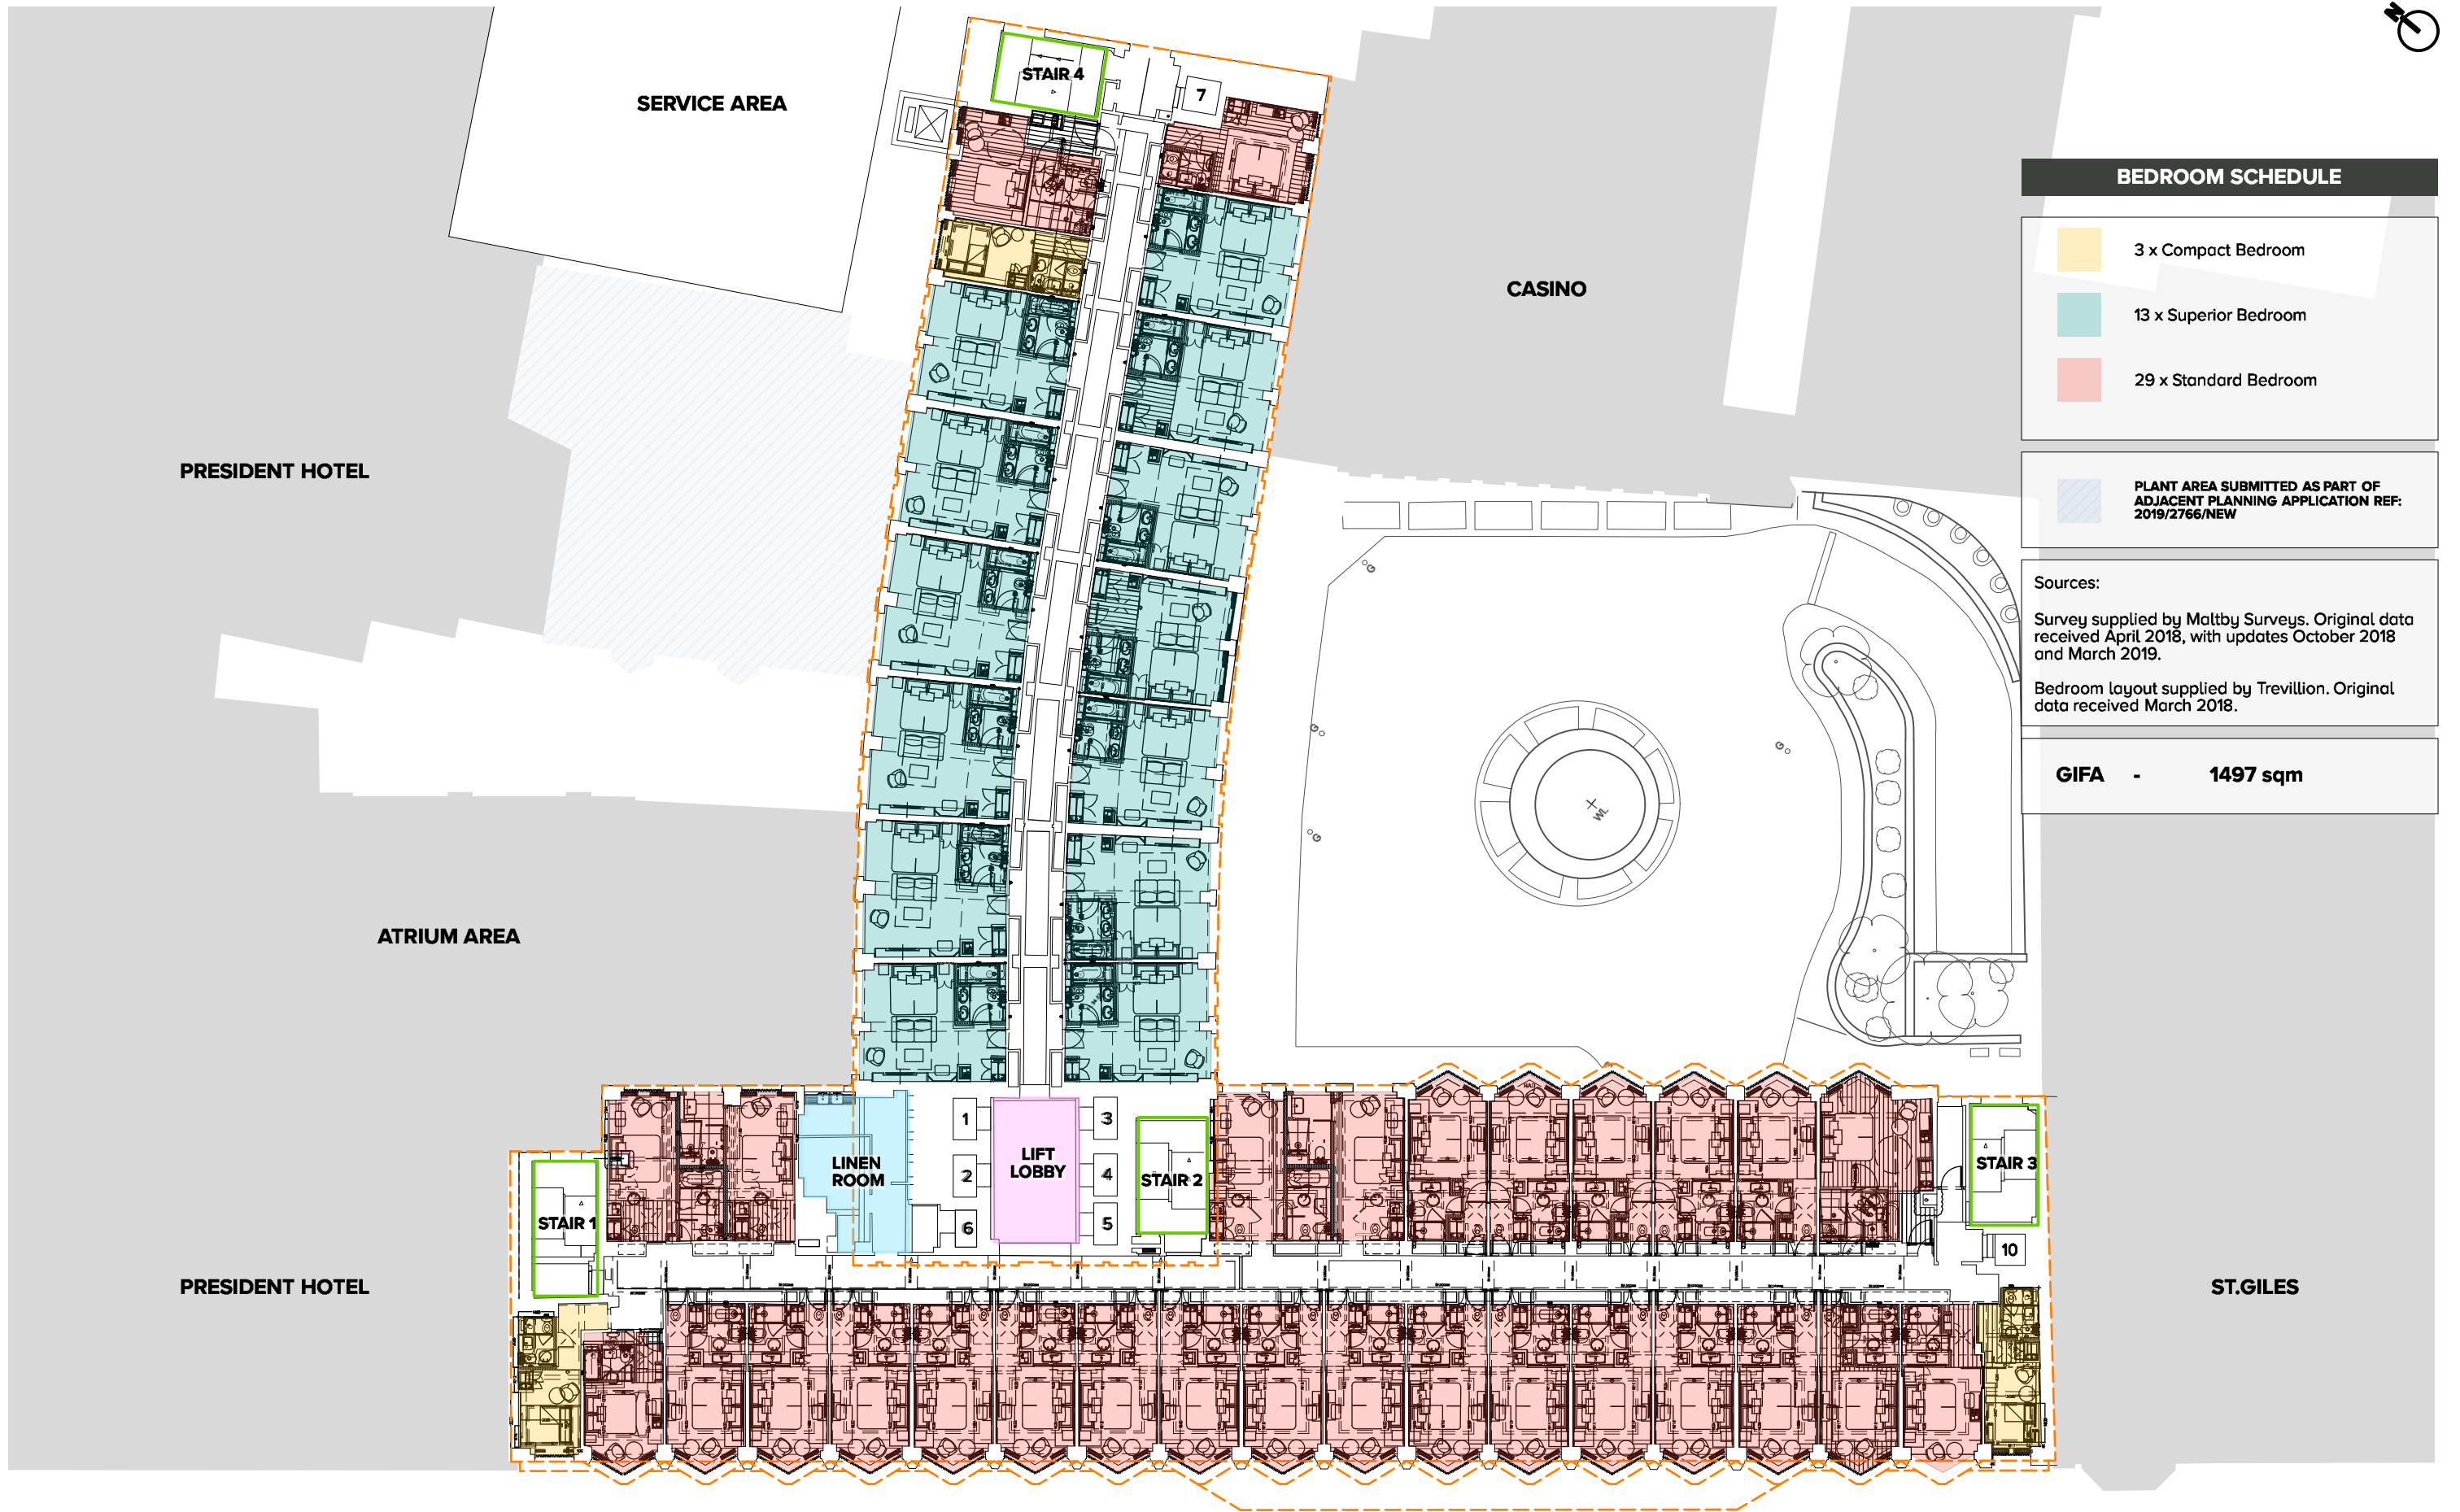 N
STAIR 4
7
SERVICE AREA
BEDROOM SCHEDULE
3 x Compact Bedroom
13 x Superior Bedroom
29 x Standard Bedroom
CASINO
PRESIDENT HOTEL
PLANT AREA SUBMITTED AS PART OF
ADJACENT PLANNING APPLICATION REF:
2019/2766/NEW
G
Sources:
Survey supplied by Maltby Surveys. Original data
received April 2018, with updates October 2018
and March 2019.
Bedroom layout supplied by Trevillion. Original
data received March 2018.
G
G
GIFA - 1497 sqm
WL
G
ATRIUM AREA
1
3
LINEN
ROOM
LIFT
LOBBY
2
4
STAIR 2
STAIR 3
STAIR 1
6
5
10
PRESIDENT HOTEL
ST.GILES